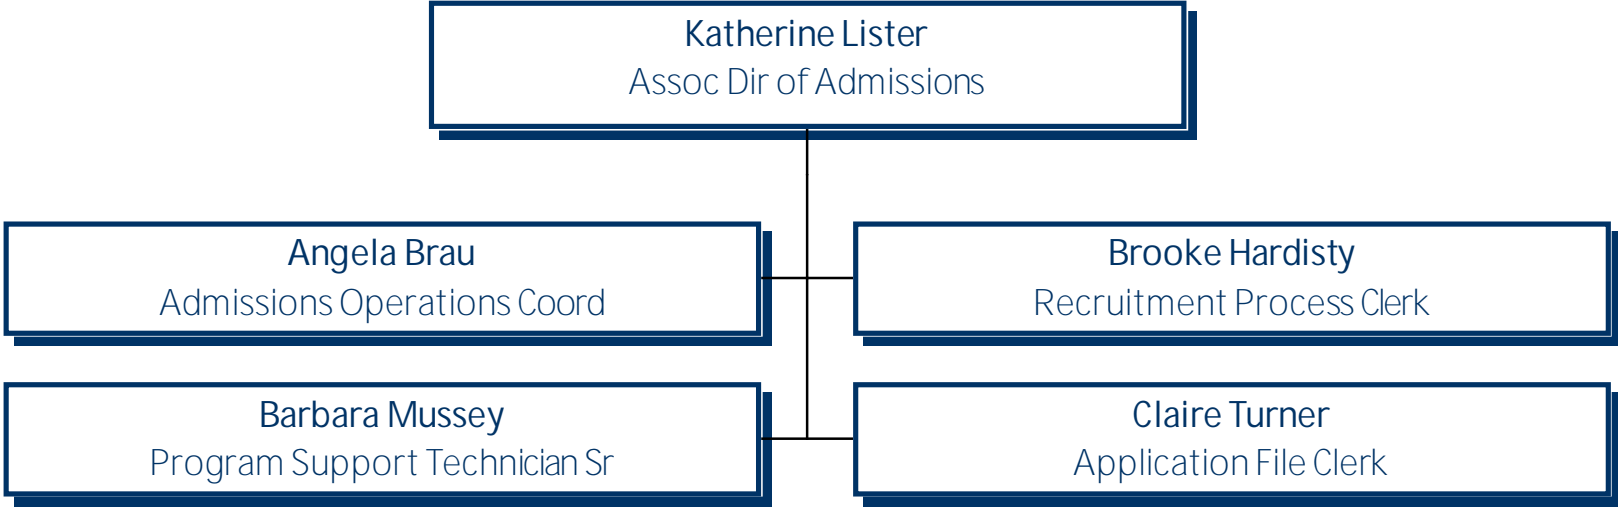 Katherine Lister
Assoc Dir of Admissions
Angela Brau
Admissions Operations Coord
Brooke Hardisty
Recruitment Process Clerk
Barbara Mussey
Program Support Technician Sr
Claire Turner
Application File Clerk